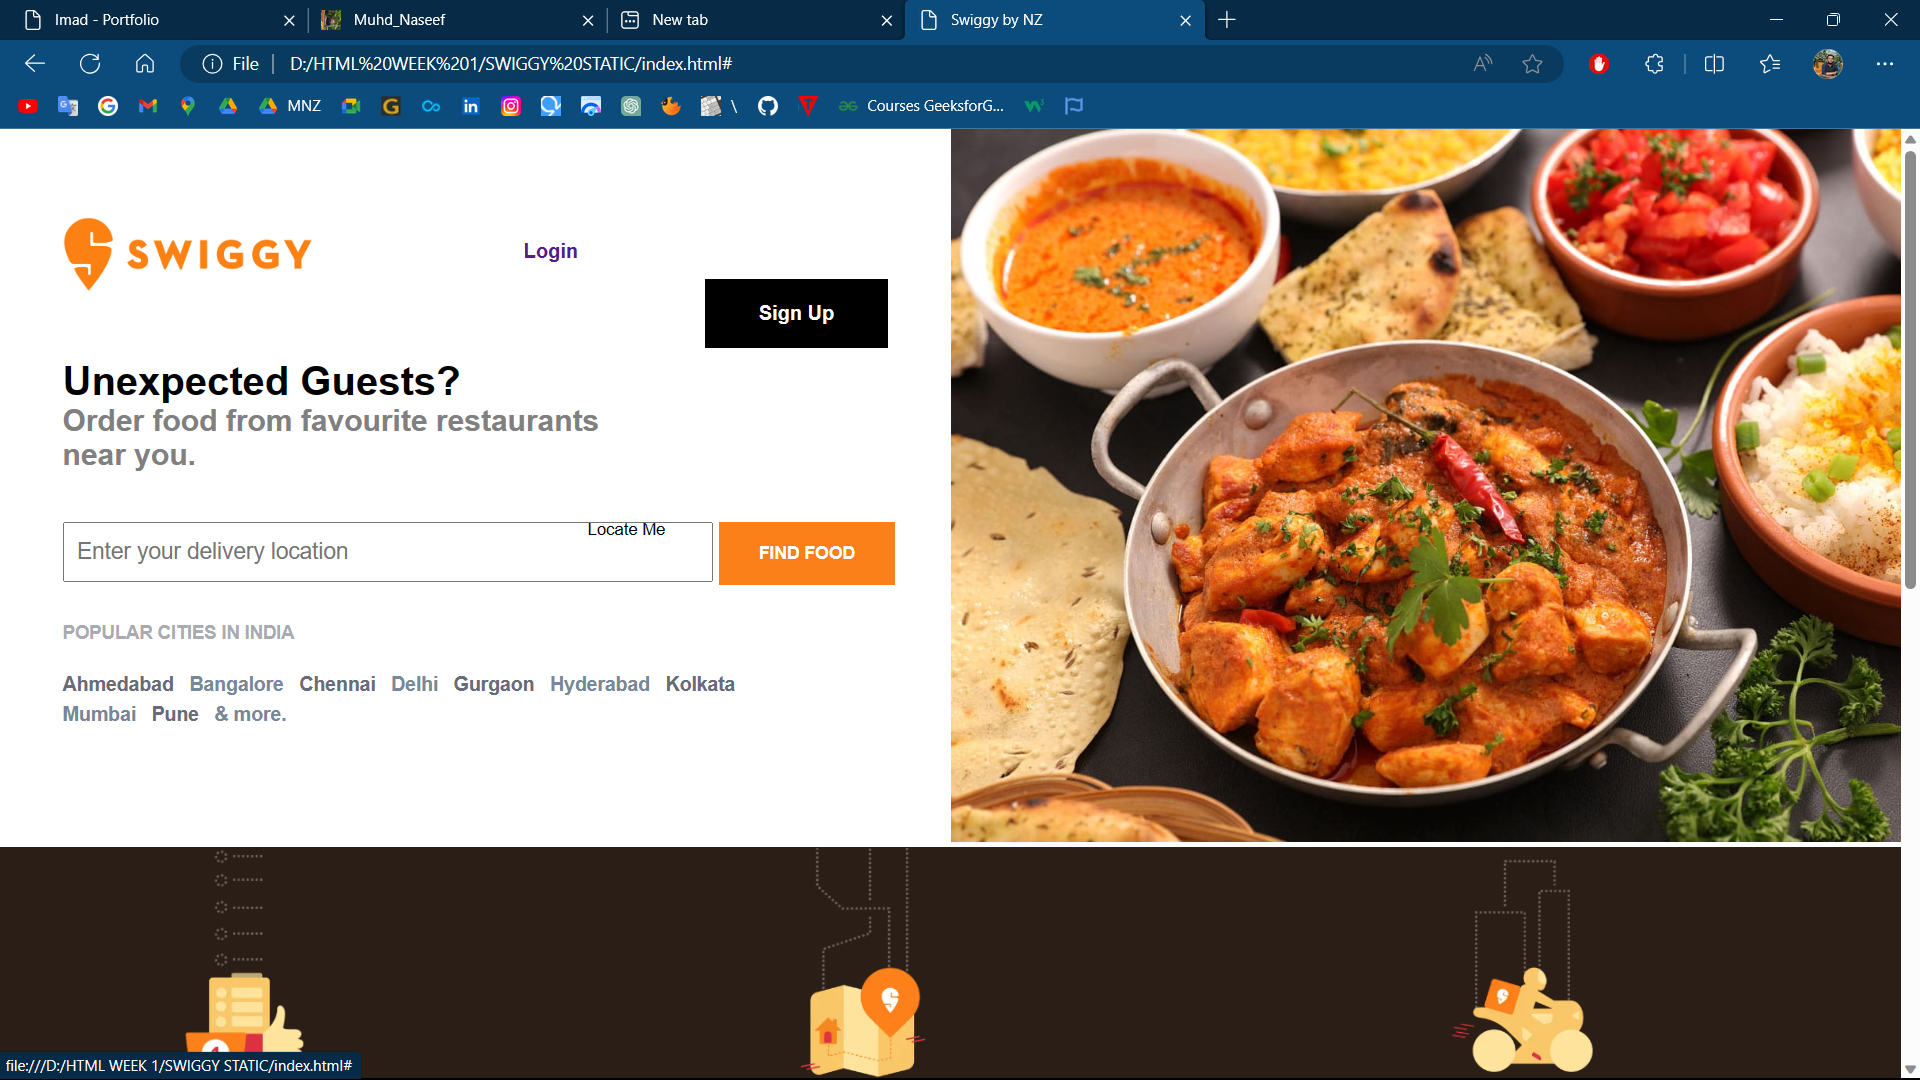 Imad - Portfolio
Muhd_Naseef
New tab
Swiggy by NZ
File
D:/HTML%20WEEK%201/SWIGGY%20STATIC/index.html#
MNZ
\
Courses GeeksforG...
SWIGGY
Login
Sign Up
Unexpected Guests?
Order food from favourite restaurants
near you.
Enter your delivery location
Locate Me
FIND FOOD
POPULAR CITIES IN INDIA
Ahmedabad Bangalore Chennai Delhi Gurgaon Hyderabad Kolkata
Mumbai Pune & more.
file:///D:/HTML WEEK 1/SWIGGY STATIC/index.html#